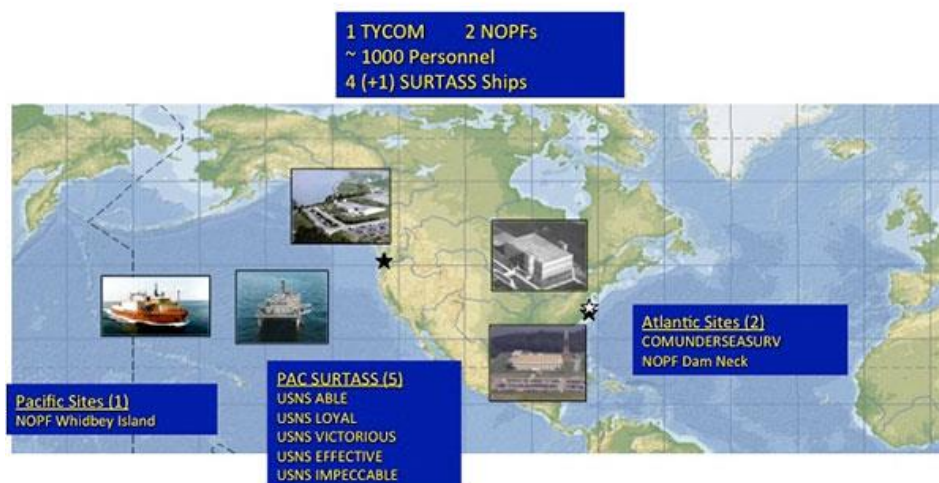 1 TYCOM 2 NOPFs
~ 1000 Personnel
4 (+1) SURTASS Ships
Atlantic Sites (2)
COMUNDERSEASURV
NOPF Dam Neck
Pacific Sites (1)
NOPF Whidbey Island
PAC SURTASS (5)
USNS ABLE
USNS LOYAL
USNS VICTORIOUS
USNS EFFECTIVE
USNS IMPECCABLE